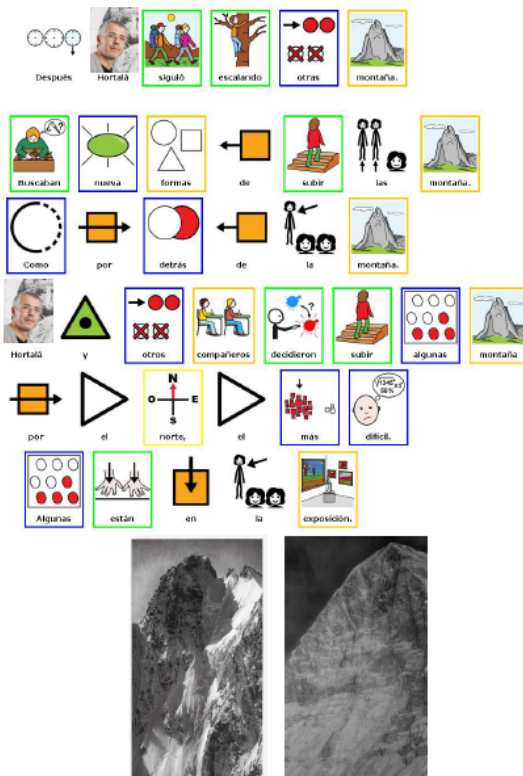 Después Hortalá siguió escalando otras montaña.
Buscaban nueva formas de subir las montaña.
Como por detrás de la montaña.
Hortalá y otros compañeros decidieron subir algunas montaña
por el norte, el más difícil.
Algunas están en la exposición.